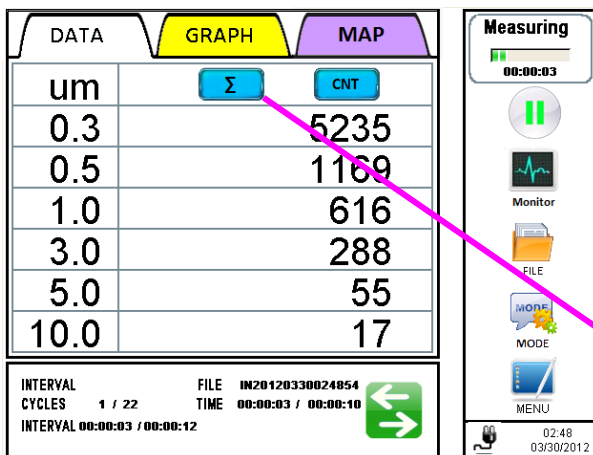 DATA GRAPH MAP
um Σ CNT
0.3 5235
0.5 1169
1.0 616
3.0 288
5.0 55
10.0 17
INTERVAL FILE IN20120330024854
CYCLES 1 / 22 TIME 00:00:03 / 00:00:10
INTERVAL 00:00:03 / 00:00:12
Measuring
00:00:03
Monitor
FILE
MODE
MODE
MENU
02:48
03/30/2012